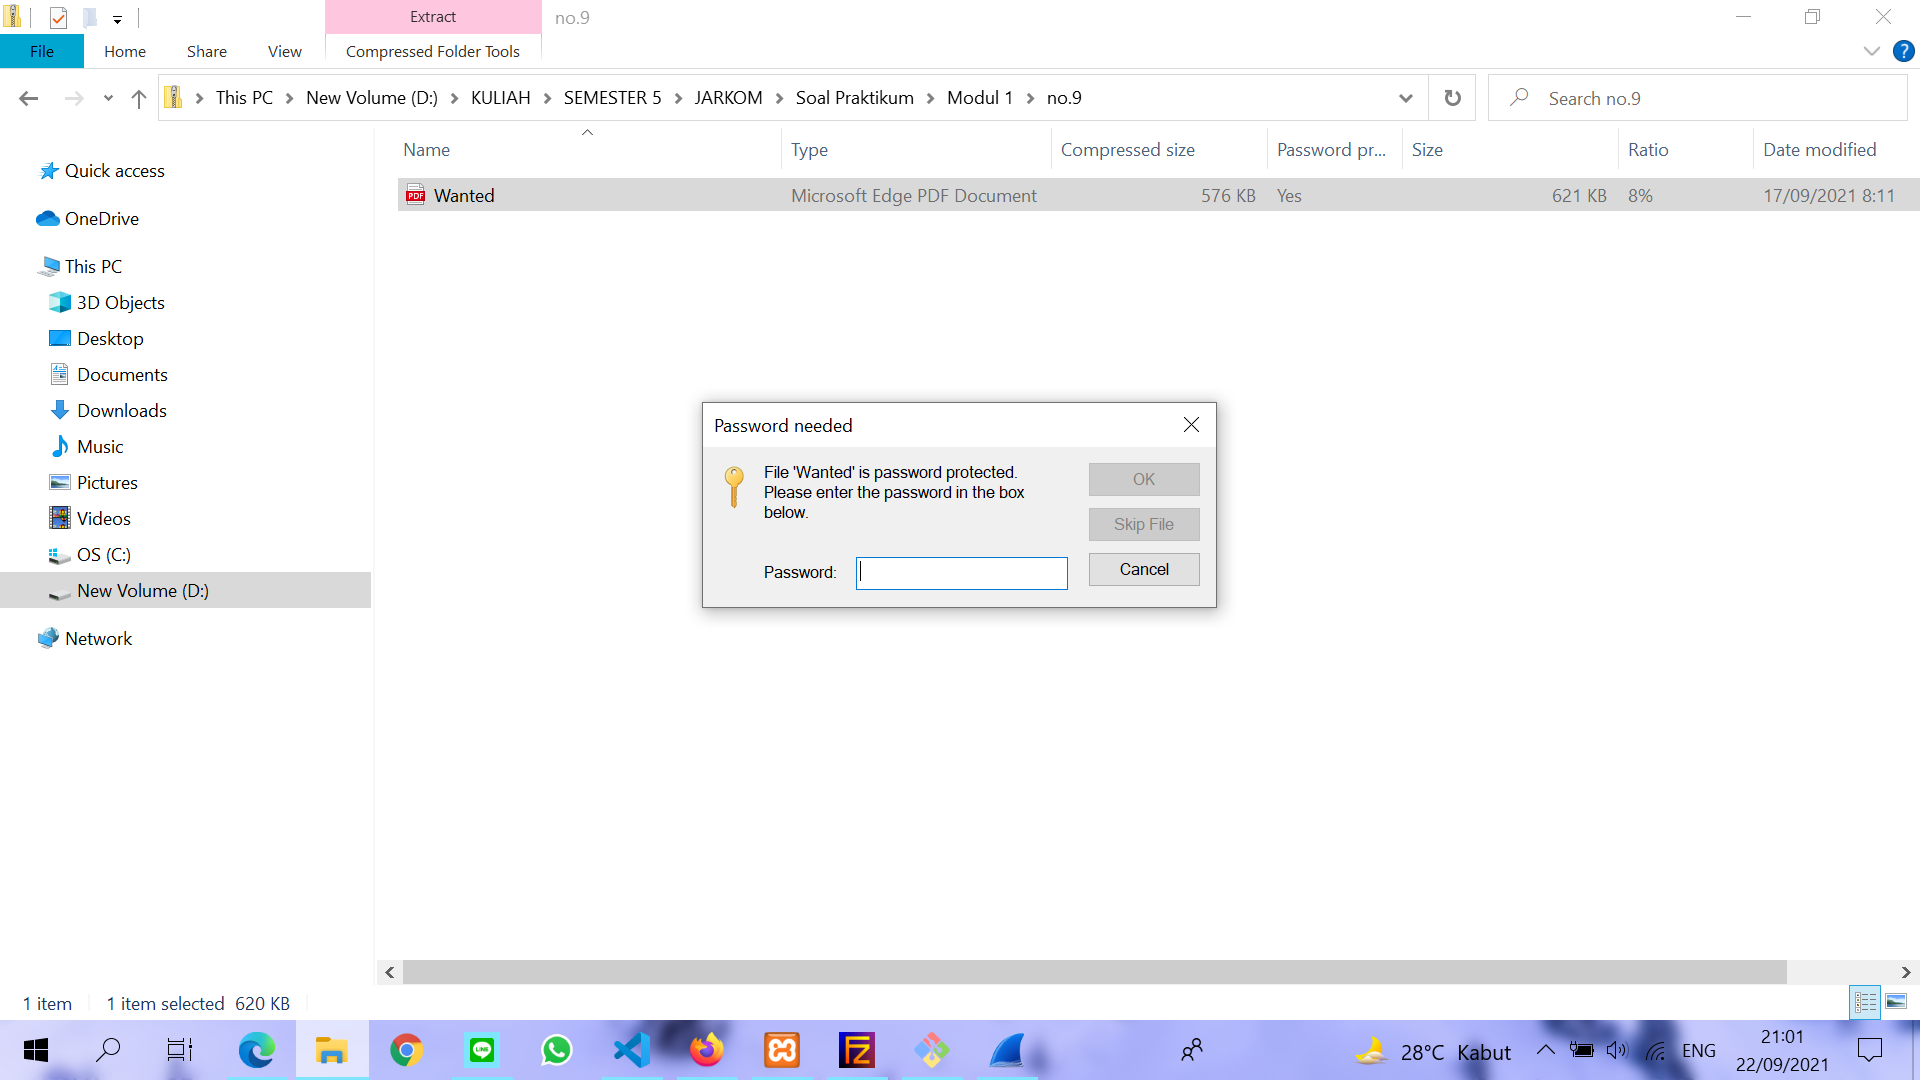 Extract
no.9
File
Home
Share
View
Compressed Folder Tools
?
This PC
New Volume (D:)
KULIAH
SEMESTER 5
JARKOM
Soal Praktikum
Modul 1
no.9
Search no.9
Name
Type
Compressed size
Password pr...
Size
Ratio
Date modified
Wanted
Microsoft Edge PDF Document
576 KB
Yes
621 KB
8%
17/09/2021 8:11
Quick access
OneDrive
This PC
3D Objects
Desktop
Documents
Downloads
Music
Pictures
Videos
OS (C:)
New Volume (D:)
Network
Password needed
File 'Wanted' is password protected.
Please enter the password in the box
below.
Password:
OK
Skip File
Cancel
1 item
1 item selected 620 KB
28°C Kabut
ENG
21:01
22/09/2021
PDF
LINE
FZ